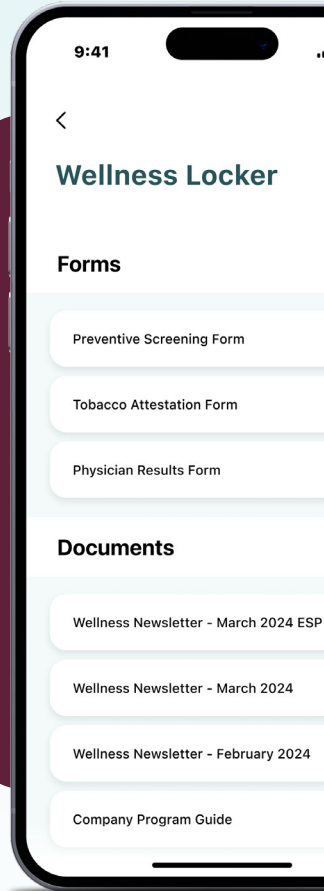 9:41
Wellness Locker
Forms
Preventive Screening Form
Tobacco Attestation Form
Physician Results Form
Documents
Wellness Newsletter - March 2024 ESP
Wellness Newsletter - March 2024
Wellness Newsletter - February 2024
Company Program Guide